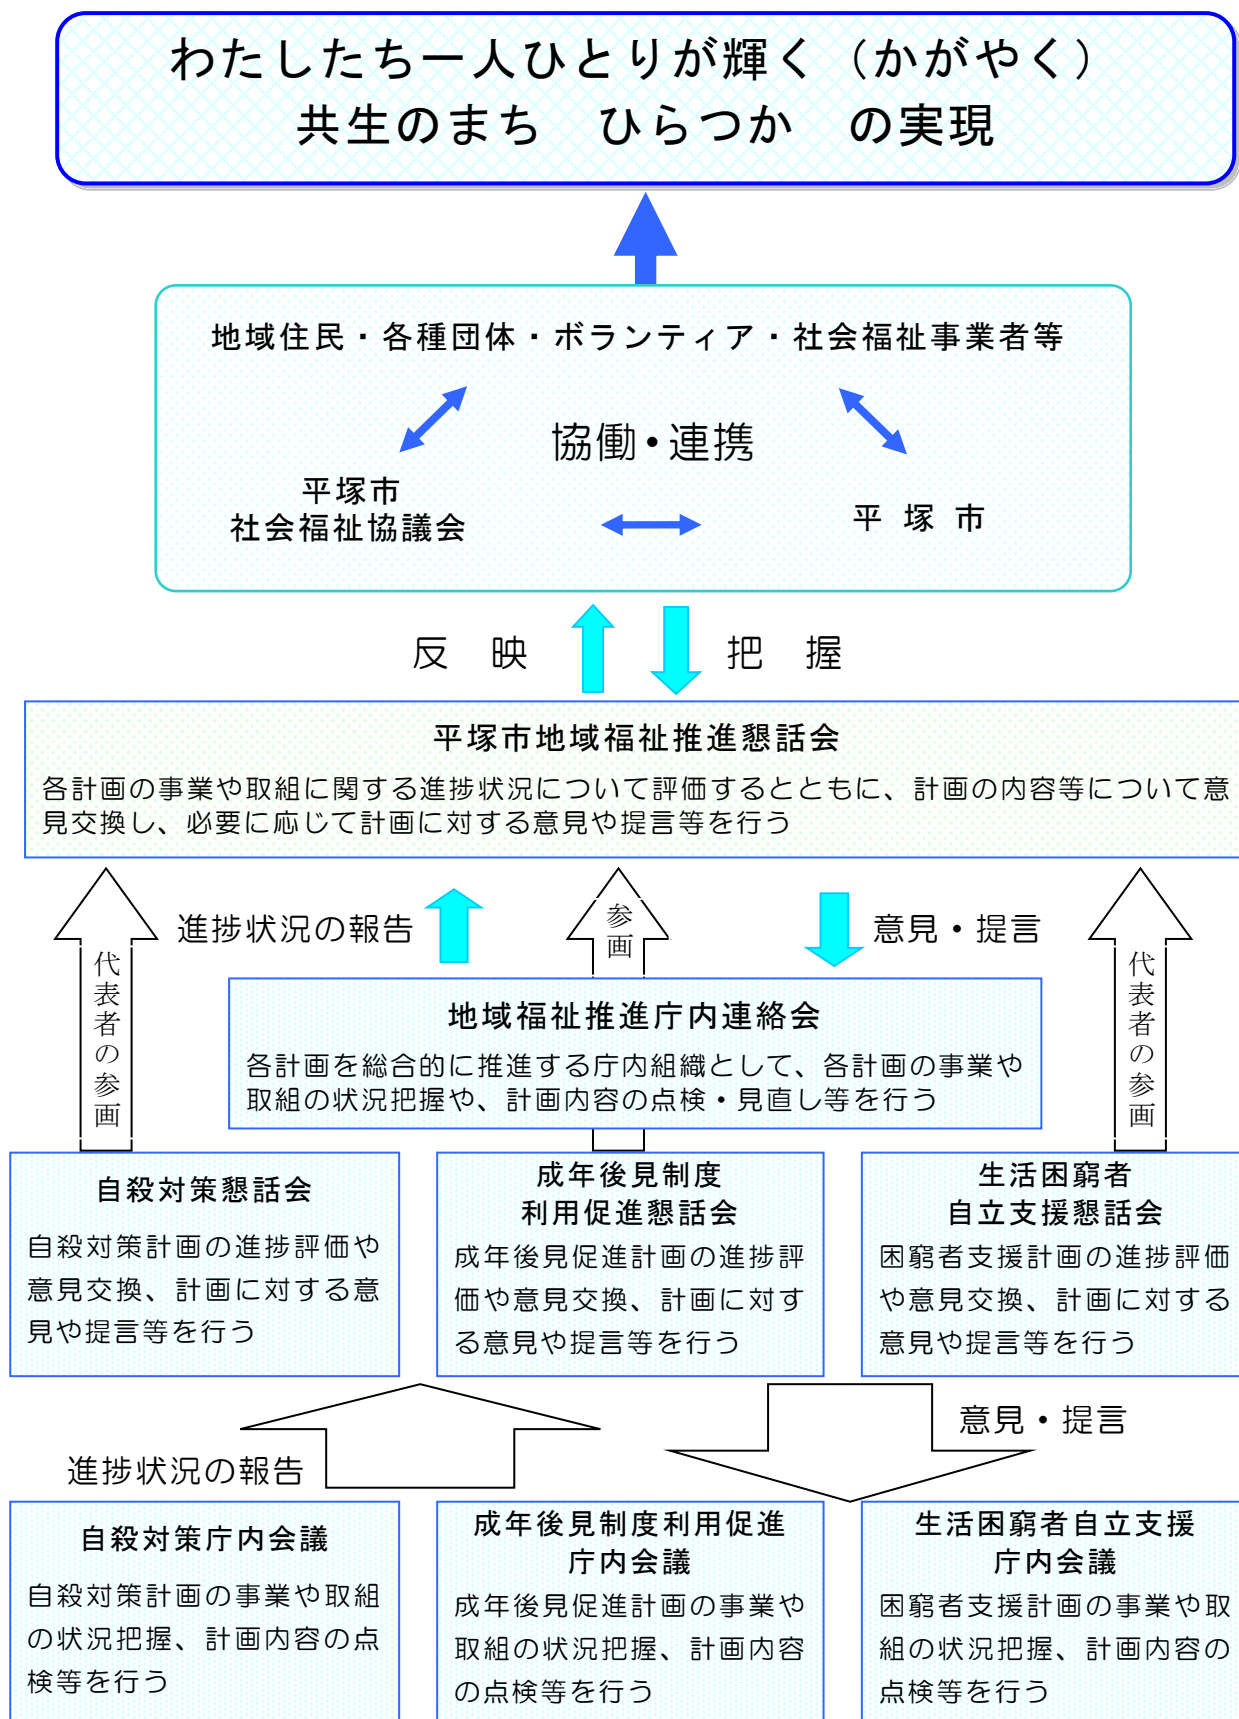 わたしたち一人ひとりが輝く（かがやく）
共生のまち　ひらつか　の実現
地域住民・各種団体・ボランティア・社会福祉事業者等
協働・連携
平塚市
社会福祉協議会
平 塚 市
反　映
把　握
平塚市地域福祉推進懇話会
各計画の事業や取組に関する進捗状況について評価するとともに、計画の内容等について意
見交換し、必要に応じて計画に対する意見や提言等を行う
進捗状況の報告
参画
意見・提言
代表者の参画
代表者の参画
地域福祉推進庁内連絡会
各計画を総合的に推進する庁内組織として、各計画の事業や
取組の状況把握や、計画内容の点検・見直し等を行う
自殺対策懇話会
自殺対策計画の進捗評価や
意見交換、計画に対する意
見や提言等を行う
成年後見制度
利用促進懇話会
成年後見促進計画の進捗評
価や意見交換、計画に対す
る意見や提言等を行う
生活困窮者
自立支援懇話会
困窮者支援計画の進捗評価
や意見交換、計画に対する
意見や提言等を行う
進捗状況の報告
意見・提言
自殺対策庁内会議
自殺対策計画の事業や取組
の状況把握、計画内容の点
検等を行う
成年後見制度利用促進
庁内会議
成年後見促進計画の事業や
取組の状況把握、計画内容
の点検等を行う
生活困窮者自立支援
庁内会議
困窮者支援計画の事業や取
組の状況把握、計画内容の
点検等を行う